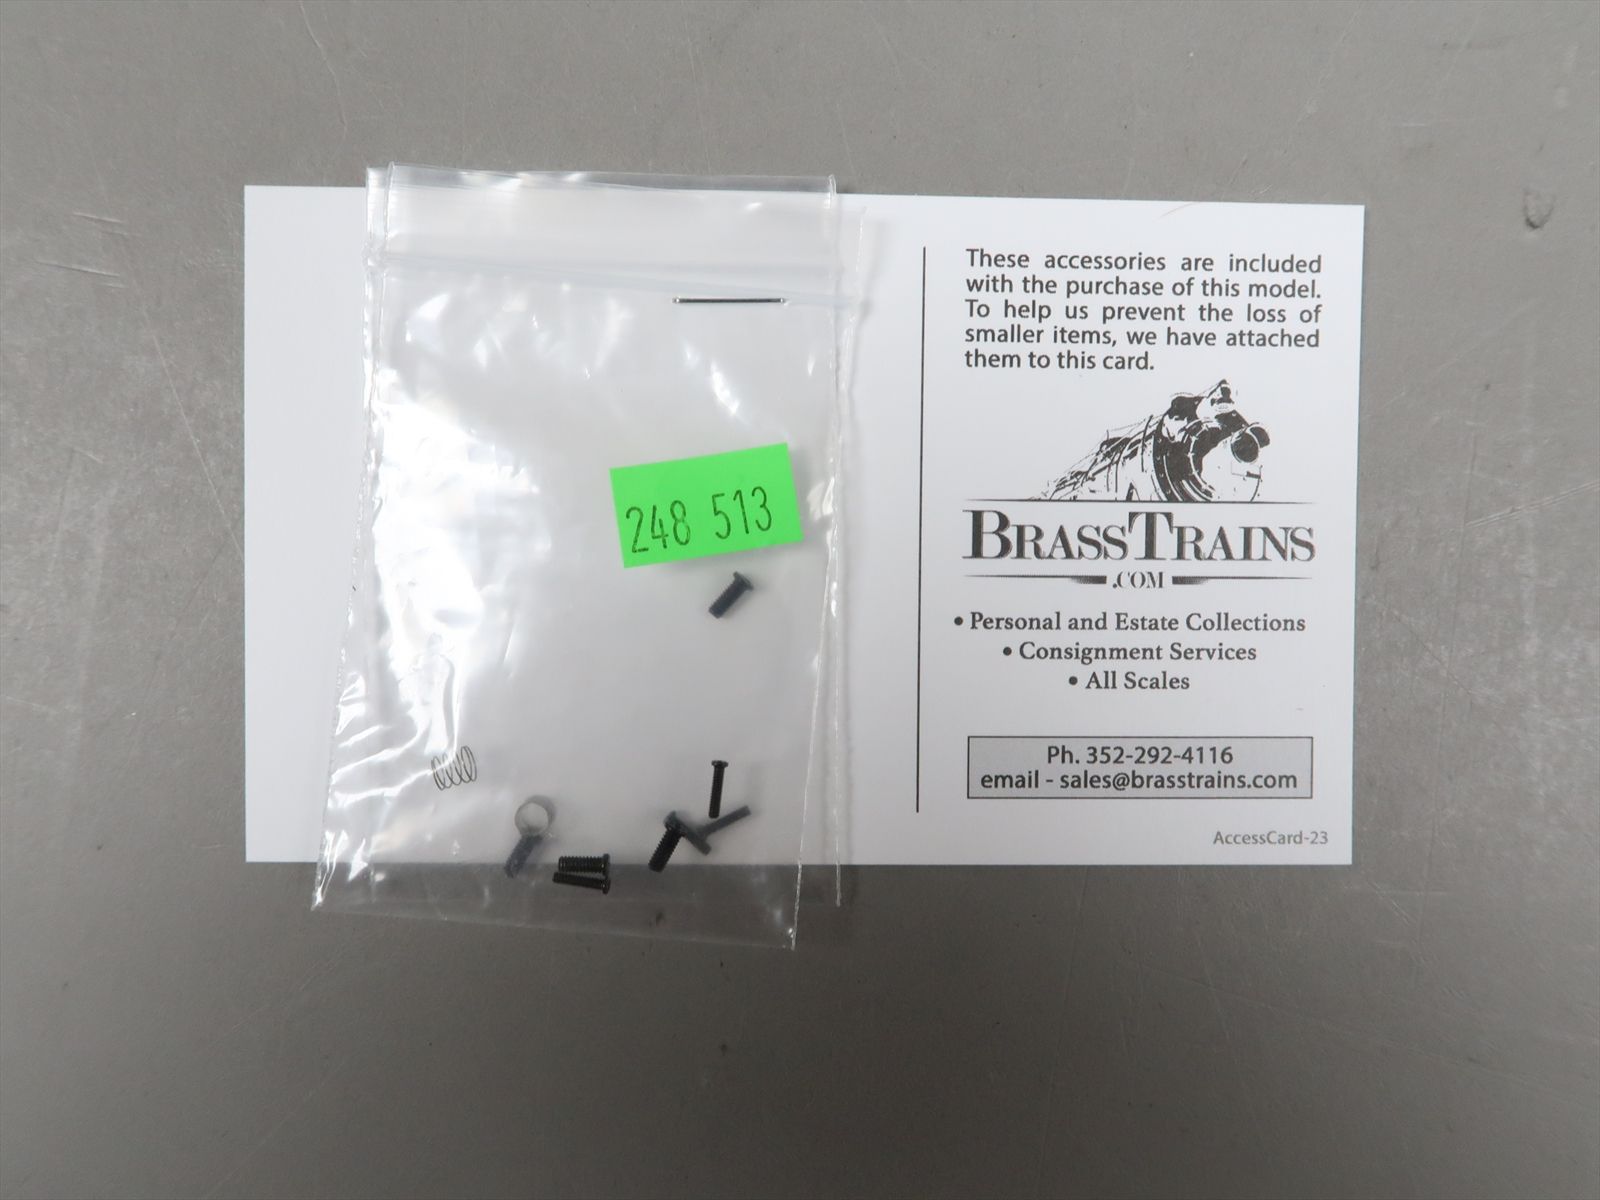 248 513
These accessories are included
with the purchase of this model.
To help us prevent the loss of
smaller items, we have attached
them to this card.
BRASSTRAINS
.COM
• Personal and Estate Collections
• Consignment Services
• All Scales
Ph. 352-292-4116
email - sales@brasstrains.com
AccessCard-23